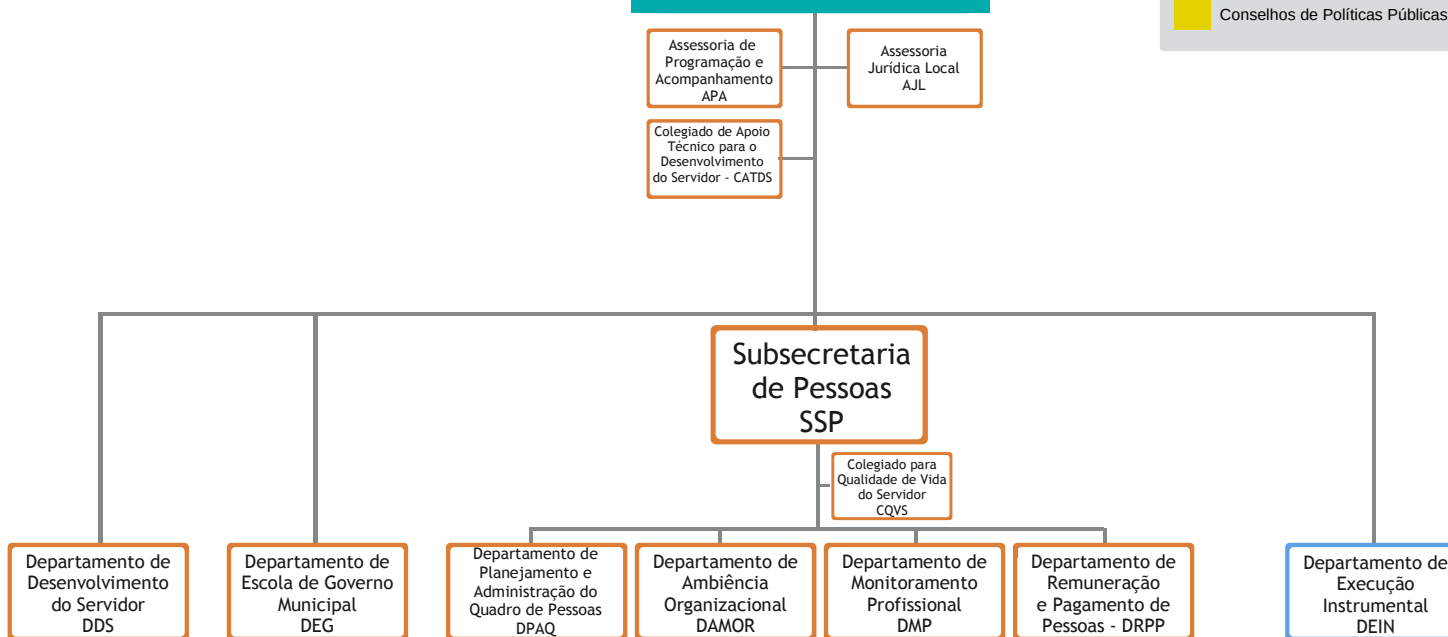 Conselhos de Políticas Públicas
Assessoria de
Programação e
Acompanhamento
APA
Assessoria
Jurídica Local
AJL
Colegiado de Apoio
Técnico para o
Desenvolvimento
do Servidor - CATDS
Subsecretaria
de Pessoas
SSP
Colegiado para
Qualidade de Vida
do Servidor
CQVS
Departamento de
Desenvolvimento
do Servidor
DDS
Departamento de
Escola de Governo
Municipal
DEG
Departamento de
Planejamento e
Administração do
Quadro de Pessoas
DPAQ
Departamento de
Ambiência
Organizacional
DAMOR
Departamento de
Monitoramento
Profissional
DMP
Departamento de
Remuneração
e Pagamento de
Pessoas - DRPP
Departamento de
Execução
Instrumental
DEIN